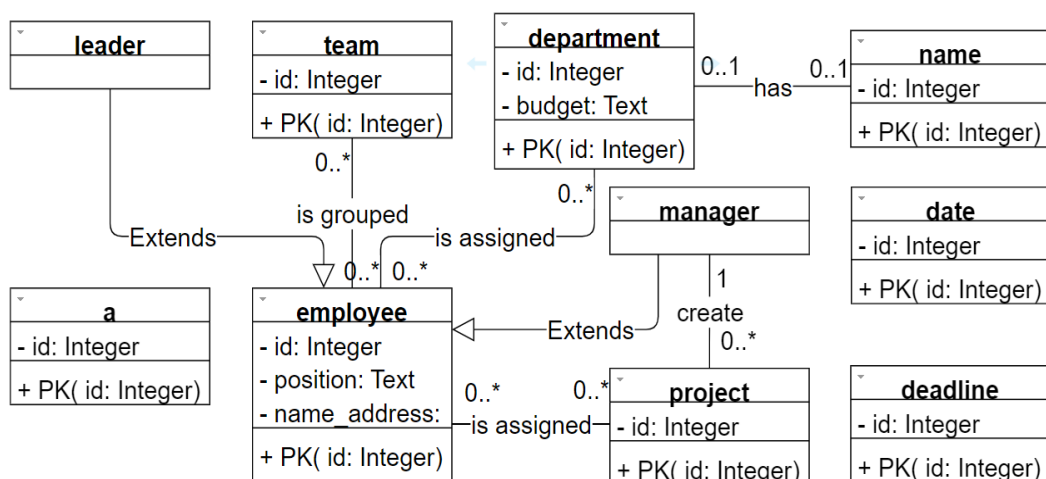 leader
team
- id: Integer
+ PK( id: Integer)
department
- id: Integer
- budget: Text
+ PK( id: Integer)
0..1
has
0..1
name
- id: Integer
+ PK( id: Integer)
0..*
is grouped
0..*
0..*
is assigned
0..*
Extends
manager
date
- id: Integer
+ PK( id: Integer)
a
- id: Integer
+ PK( id: Integer)
employee
- id: Integer
- position: Text
- name_address:
+ PK( id: Integer)
Extends
1
create
0..*
0..*
is assigned
0..*
project
- id: Integer
+ PK( id: Integer)
deadline
- id: Integer
+ PK( id: Integer)